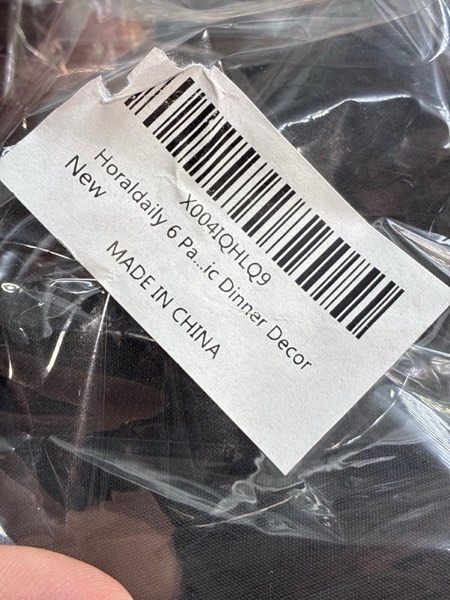 X004IQHLQ9
Horaldaily 6 Pa...ic Dinner Decor
New
MADE IN CHINA